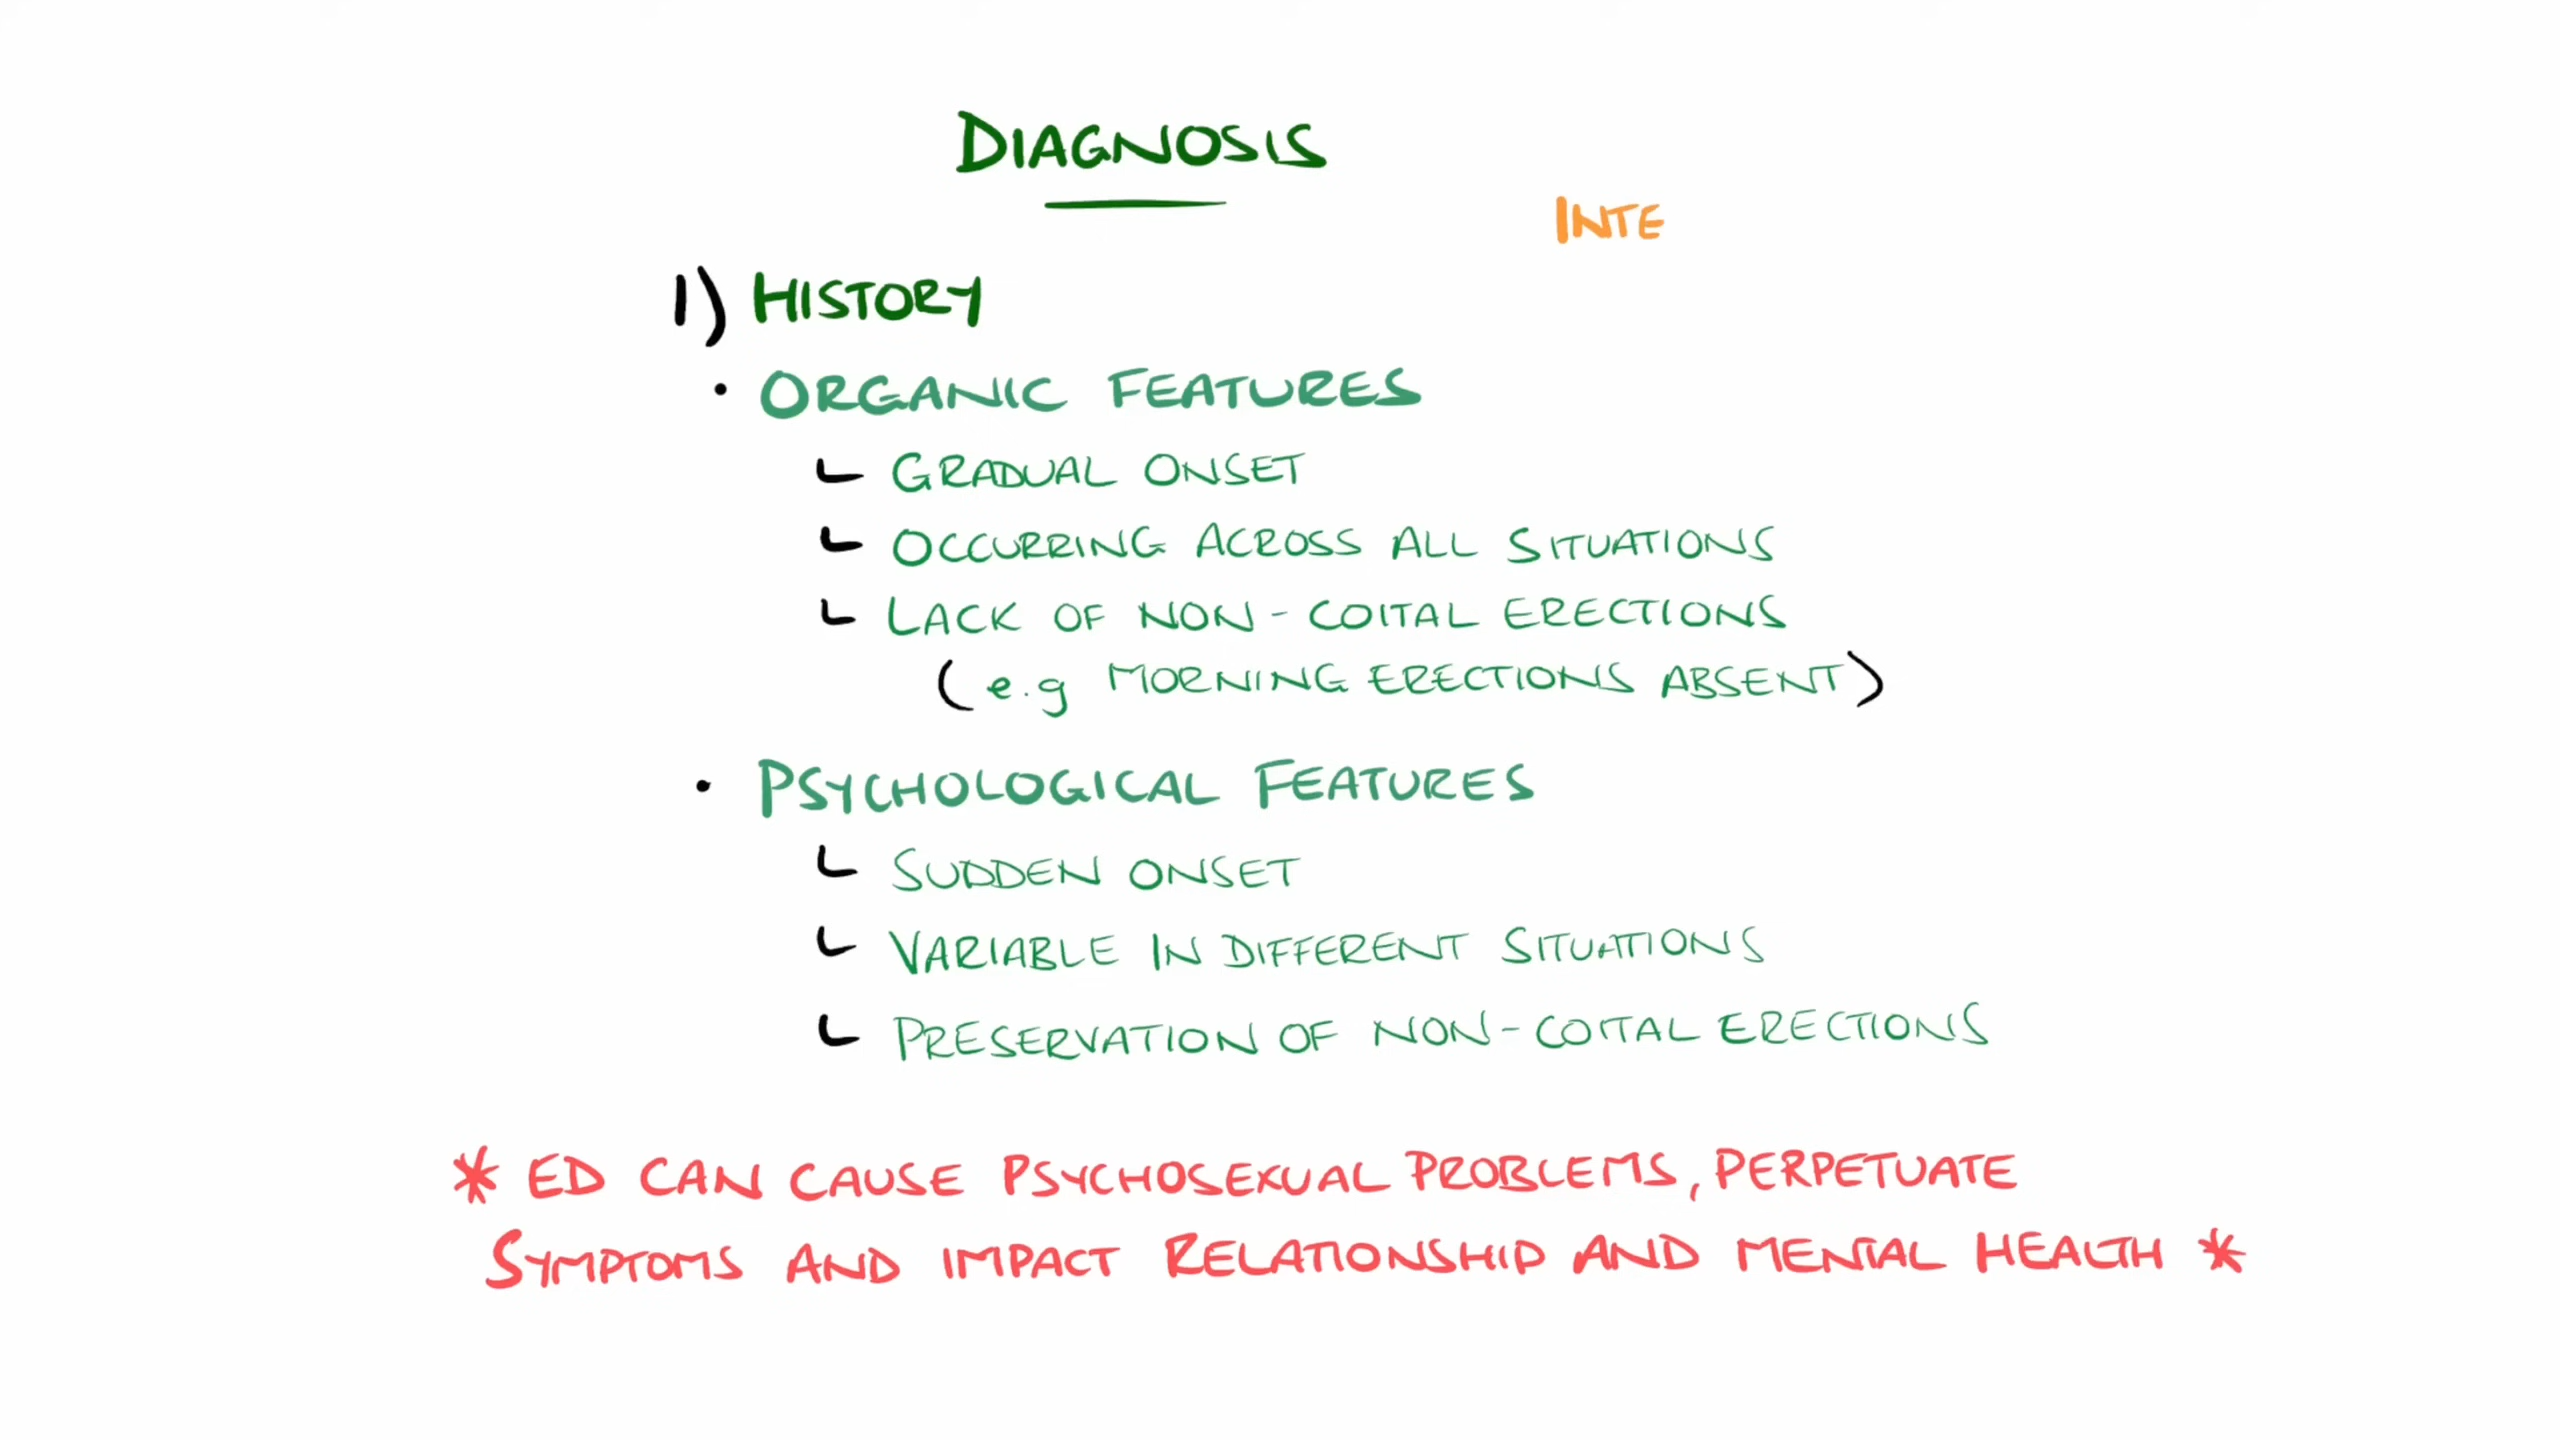 DIAGNOSIS
INTE
1) HISTORY
• ORGANIC FEATURES
GRADUAL ONSET
OCCURRING ACROSS ALL SITUATIONS
LACK OF NON-COITAL ERECTIONS
(e.g MORNING ERECTIONS ABSENT)
• PSYCHOLOGICAL FEATURES
SUDDEN ONSET
VARIABLE IN DIFFERENT SITUATIONS
PRESERVATION OF NON-COITAL ERECTIONS
* ED CAN CAUSE PSYCHOSEXUAL PROBLEMS, PERPETUATE
SYMPTOMS AND IMPACT RELATIONSHIP AND MENTAL HEALTH *